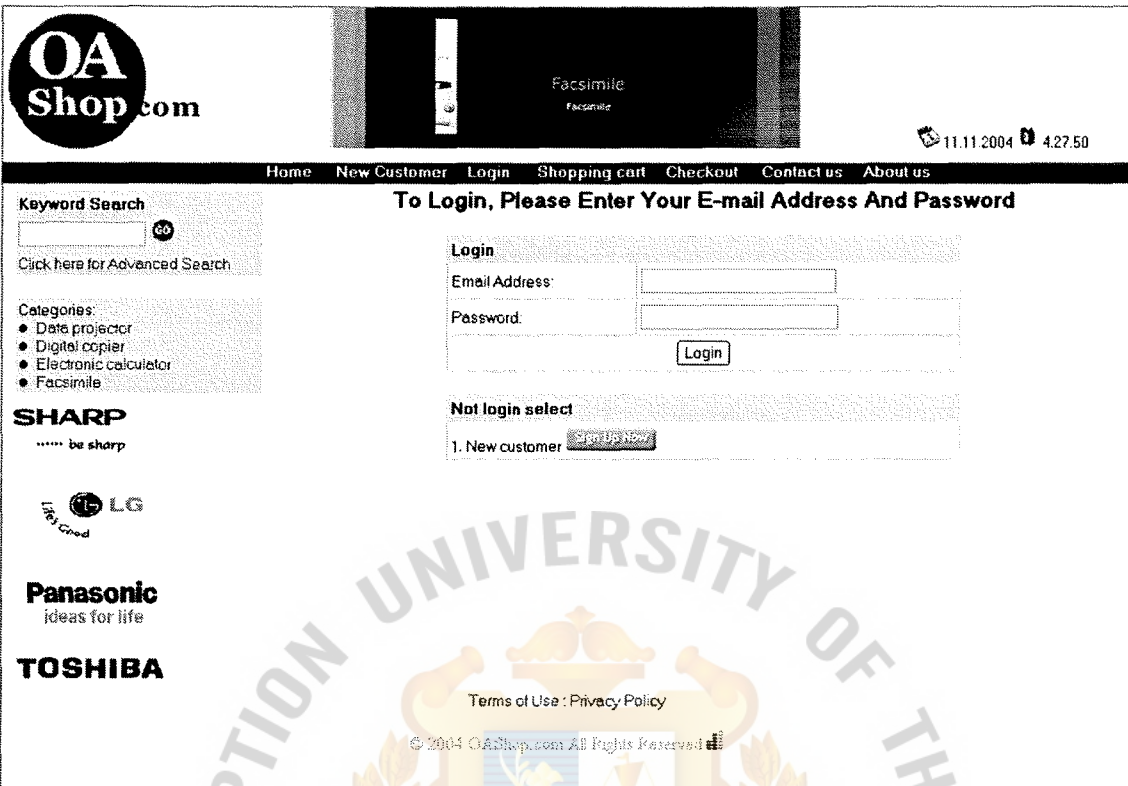 OA
Shop.com
Facsimile
Facsimile
11.11.2004 4.27.50
Home New Customer Login Shopping cart Checkout Contact us About us
Keyword Search
GO
Click here for Advanced Search
Categories:
Data projector
Digital copier
Electronic calculator
Facsimile
SHARP
...... be sharp
LG
Life's Good
Panasonic
ideas for life
TOSHIBA
To Login, Please Enter Your E-mail Address And Password
Login
Email Address:
Password:
Login
Not login select
1. New customer Sign Up Now
Terms of Use : Privacy Policy
© 2004 OAShop.com All Rights Reserved
UNIVERSITY OF